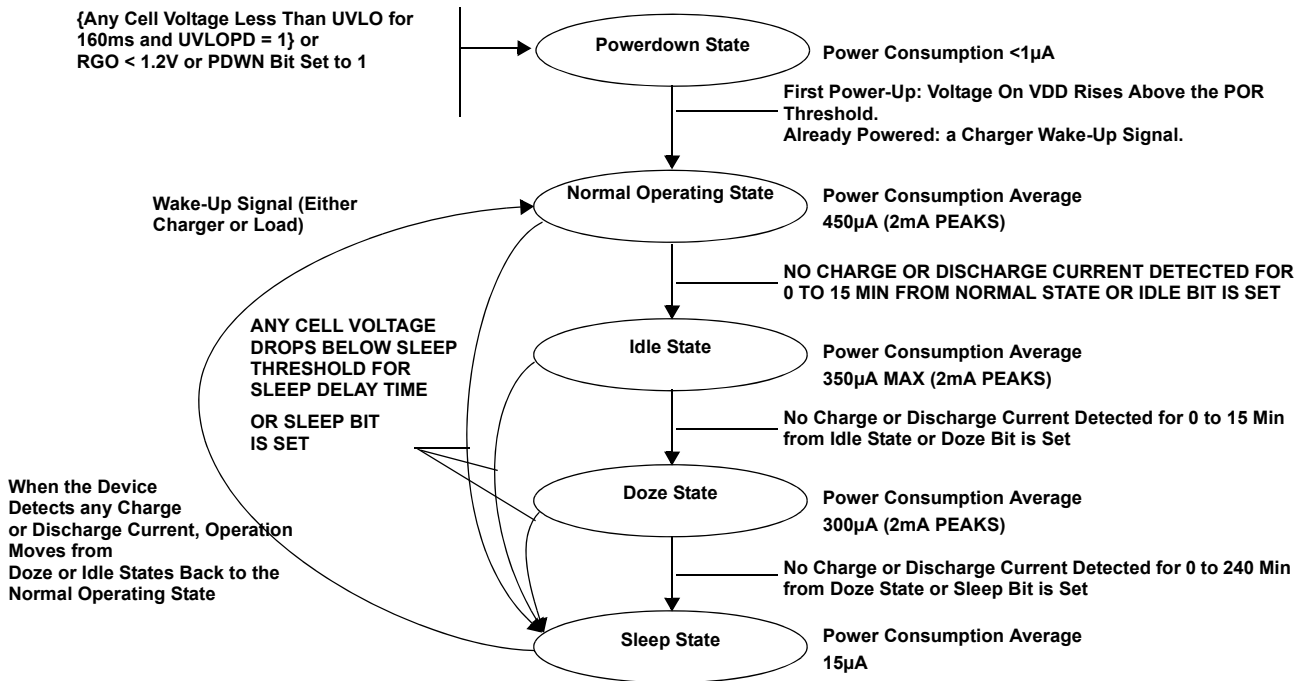 {Any Cell Voltage Less Than UVLO for
160ms and UVLOPD = 1} or
RGO < 1.2V or PDWN Bit Set to 1
Powerdown State
Power Consumption <1µA
First Power-Up: Voltage On VDD Rises Above the POR
Threshold.
Already Powered: a Charger Wake-Up Signal.
Wake-Up Signal (Either
Charger or Load)
Normal Operating State
Power Consumption Average
450µA (2mA PEAKS)
NO CHARGE OR DISCHARGE CURRENT DETECTED FOR
0 TO 15 MIN FROM NORMAL STATE OR IDLE BIT IS SET
ANY CELL VOLTAGE
DROPS BELOW SLEEP
THRESHOLD FOR
SLEEP DELAY TIME
OR SLEEP BIT
IS SET
Idle State
Power Consumption Average
350µA MAX (2mA PEAKS)
No Charge or Discharge Current Detected for 0 to 15 Min
from Idle State or Doze Bit is Set
When the Device
Detects any Charge
or Discharge Current, Operation
Moves from
Doze or Idle States Back to the
Normal Operating State
Doze State
Power Consumption Average
300µA (2mA PEAKS)
No Charge or Discharge Current Detected for 0 to 240 Min
from Doze State or Sleep Bit is Set
Sleep State
Power Consumption Average
15µA